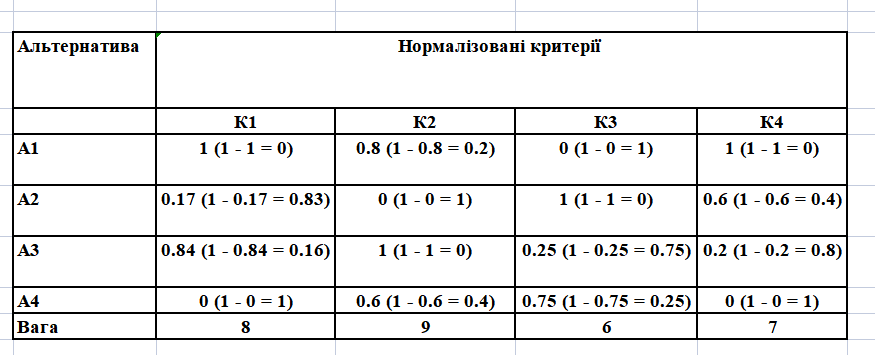 Альтернатива Нормалізовані критерії
К1 К2 К3 К4
А1 1 (1 - 1 = 0) 0.8 (1 - 0.8 = 0.2) 0 (1 - 0 = 1) 1 (1 - 1 = 0)
А2 0.17 (1 - 0.17 = 0.83) 0 (1 - 0 = 1) 1 (1 - 1 = 0) 0.6 (1 - 0.6 = 0.4)
А3 0.84 (1 - 0.84 = 0.16) 1 (1 - 1 = 0) 0.25 (1 - 0.25 = 0.75) 0.2 (1 - 0.2 = 0.8)
А4 0 (1 - 0 = 1) 0.6 (1 - 0.6 = 0.4) 0.75 (1 - 0.75 = 0.25) 0 (1 - 0 = 1)
Вага 8 9 6 7